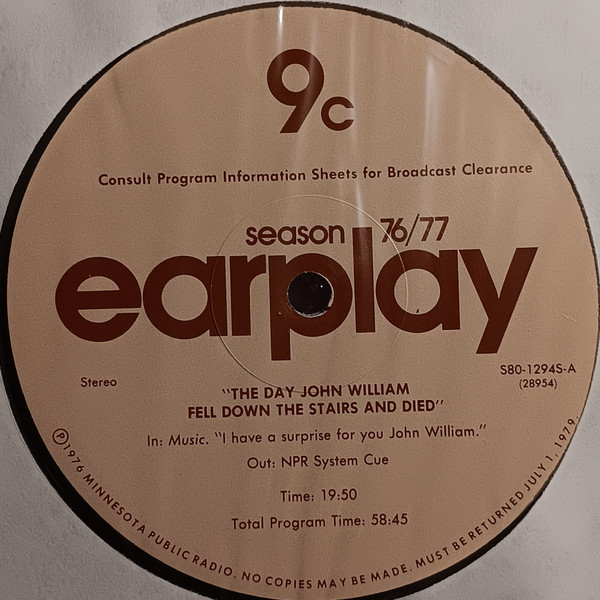 9c
Consult Program Information Sheets for Broadcast Clearance
season 76/77
earplay
Stereo
S80-1294S-A
(28954)
"THE DAY JOHN WILLIAM
FELL DOWN THE STAIRS AND DIED"
In: Music. "I have a surprise for you John William."
Out: NPR System Cue
Time: 19:50
Total Program Time: 58:45
Ⓟ1976 MINNESOTA PUBLIC RADIO. NO COPIES MAY BE MADE. MUST BE RETURNED JULY 1, 1979.